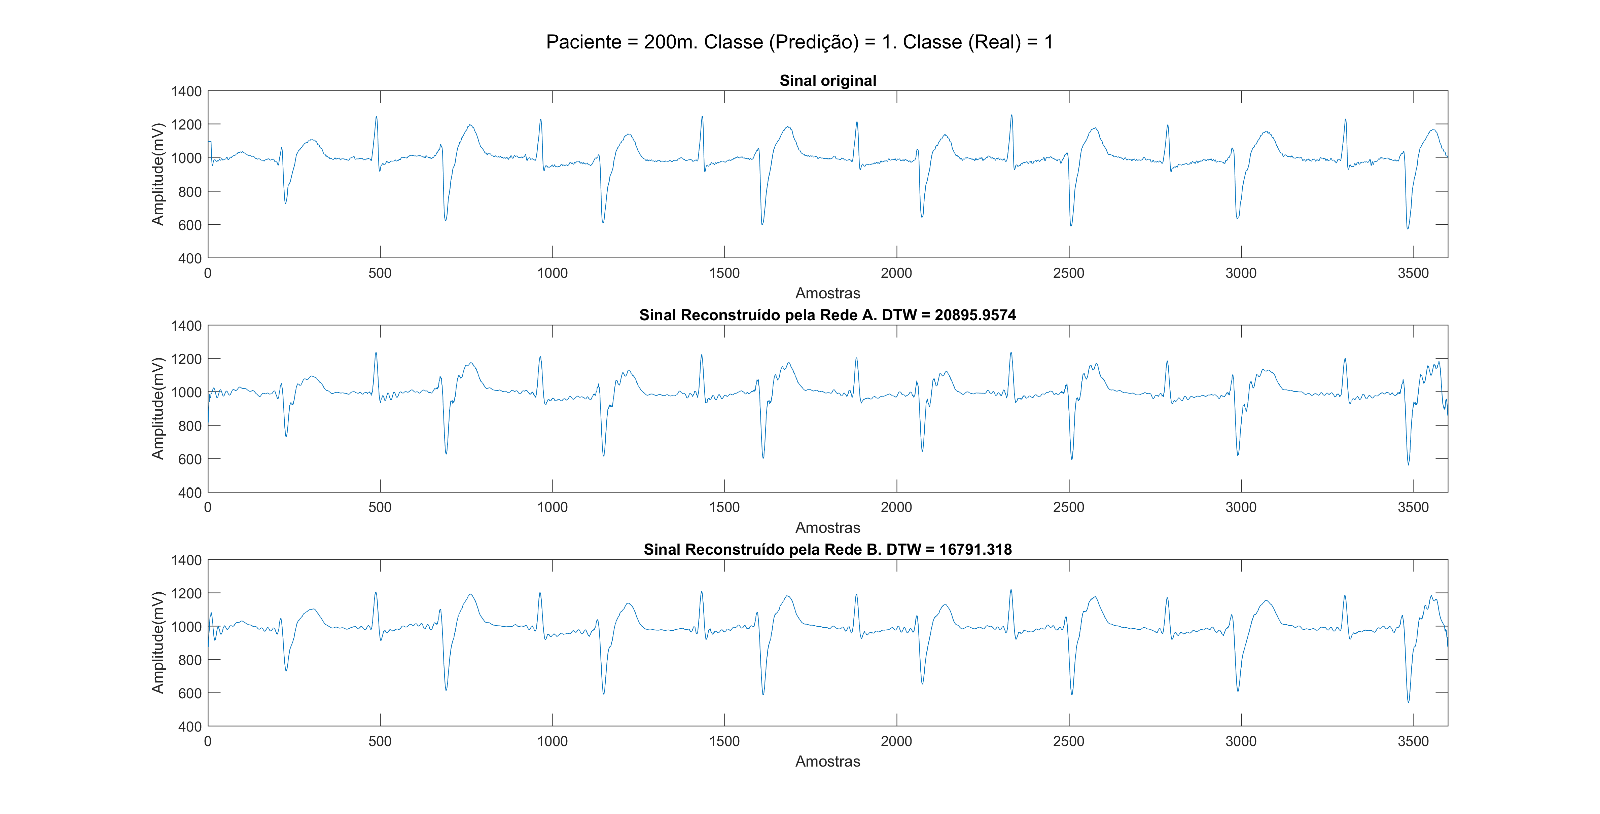 Paciente = 200m. Classe (Predição) = 1. Classe (Real) = 1
Sinal original
1400
1200
1000
800
600
400
Amplitude(mV)
0 500 1000 1500 2000 2500 3000 3500
Amostras
Sinal Reconstruído pela Rede A. DTW = 20895.9574
1400
1200
1000
800
600
400
Amplitude(mV)
0 500 1000 1500 2000 2500 3000 3500
Amostras
Sinal Reconstruído pela Rede B. DTW = 16791.318
1400
1200
1000
800
600
400
Amplitude(mV)
0 500 1000 1500 2000 2500 3000 3500
Amostras